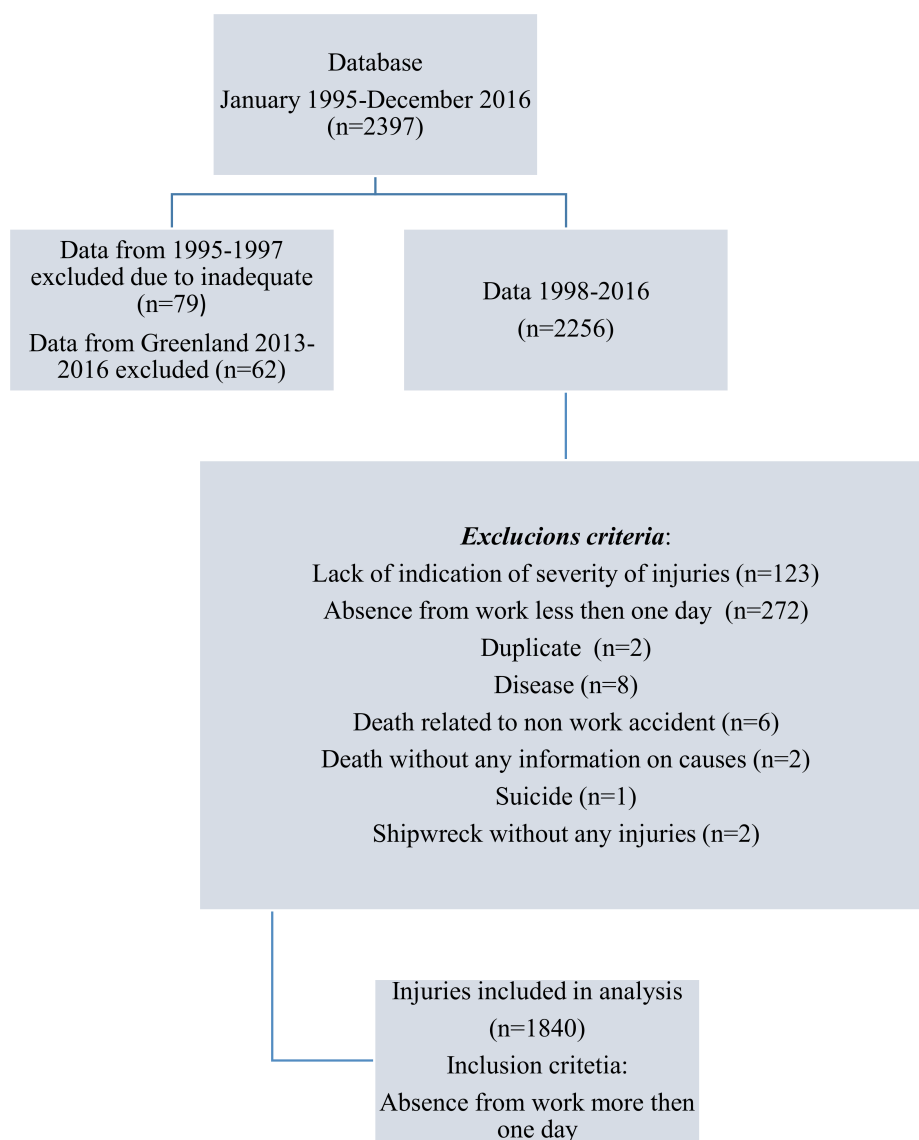 Database
January 1995-December 2016
(n=2397)
Data from 1995-1997
excluded due to inadequate
(n=79)
Data from Greenland 2013-
2016 excluded (n=62)
Data 1998-2016
(n=2256)
Exclucions criteria:
Lack of indication of severity of injuries (n=123)
Absence from work less then one day (n=272)
Duplicate (n=2)
Disease (n=8)
Death related to non work accident (n=6)
Death without any information on causes (n=2)
Suicide (n=1)
Shipwreck without any injuries (n=2)
Injuries included in analysis
(n=1840)
Inclusion critetia:
Absence from work more then
one day